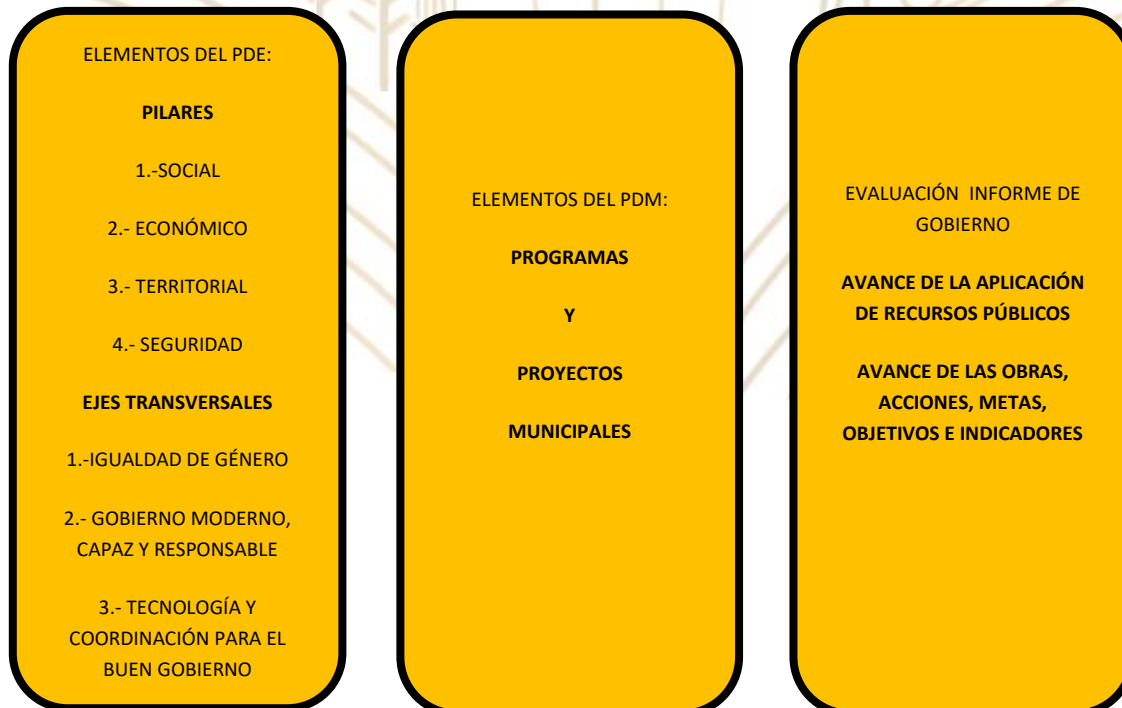 ELEMENTOS DEL PDE:
PILARES
1.-SOCIAL
2.- ECONÓMICO
3.- TERRITORIAL
4.- SEGURIDAD
EJES TRANSVERSALES
1.-IGUALDAD DE GÉNERO
2.- GOBIERNO MODERNO,
CAPAZ Y RESPONSABLE
3.- TECNOLOGÍA Y
COORDINACIÓN PARA EL
BUEN GOBIERNO
ELEMENTOS DEL PDM:
PROGRAMAS
Y
PROYECTOS
MUNICIPALES
EVALUACIÓN INFORME DE
GOBIERNO
AVANCE DE LA APLICACIÓN
DE RECURSOS PÚBLICOS
AVANCE DE LAS OBRAS,
ACCIONES, METAS,
OBJETIVOS E INDICADORES